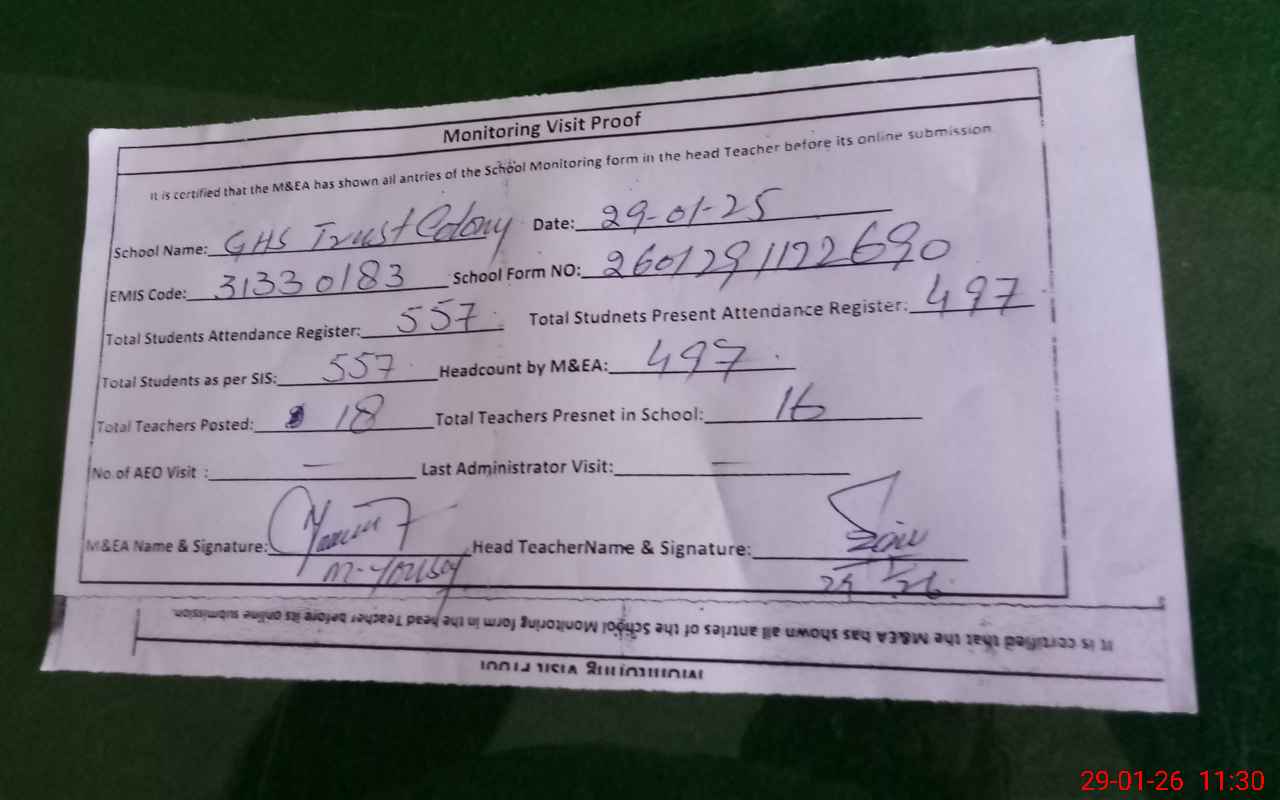 Monitoring Visit Proof
It is certified that the M&EA has shown all antries of the School Monitoring form in the head Teacher before its online submission
School Name: GHS Trust Colony Date: 29-01-25
EMIS Code: 31330183 School Form NO: 2601291122690
Total Students Attendance Register: 557 Total Studnets Present Attendance Register: 497
Total Students as per SIS: 557 Headcount by M&EA: 497
Total Teachers Posted: 18 Total Teachers Presnet in School: 16
No.of AEO Visit : — Last Administrator Visit: —
M&EA Name & Signature: Head TeacherName & Signature:
M-Yousaf
It is certified that the M&EA has shown all antries of the School Monitoring form in the head Teacher before its online submission
Monitoring Visit Proof
29-01-26 11:30